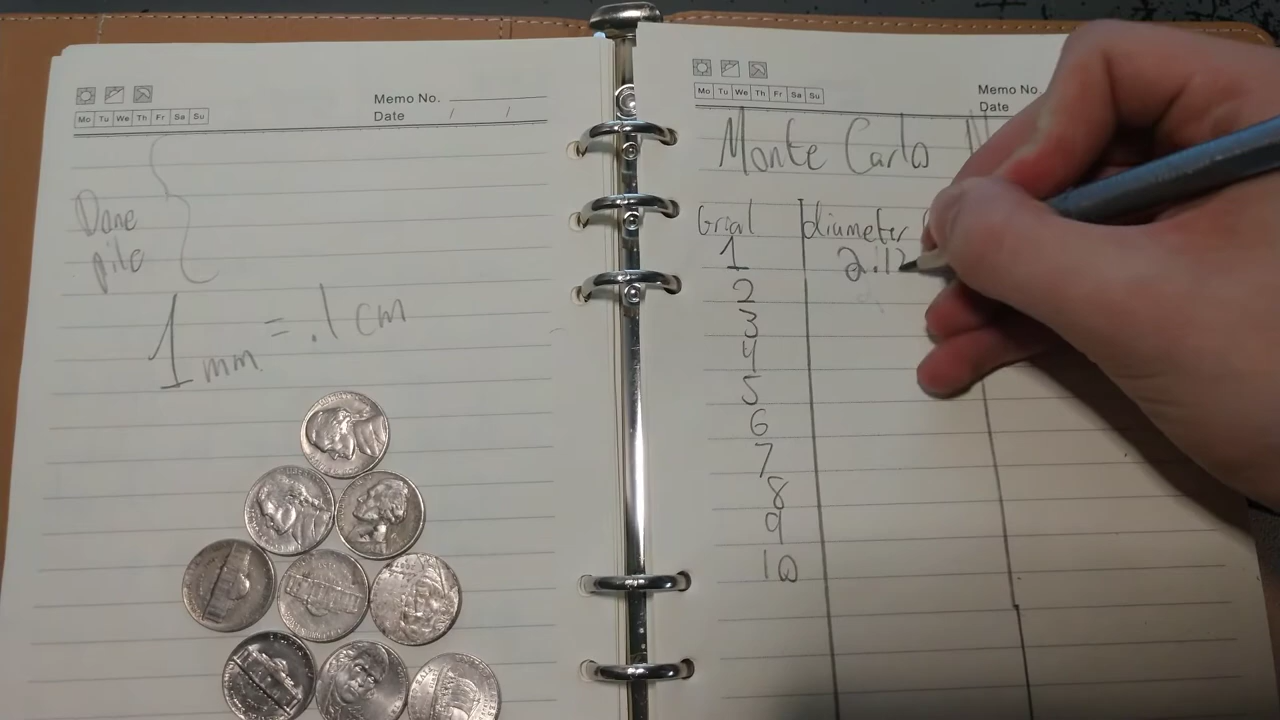 Memo No.
Mo Tu We Th Fr Sa Su
Date / /
Done
pile
1 mm = .1 cm
Memo No.
Mo Tu We Th Fr Sa Su
Date
Monte Carlo
Grial diameter
1 2.12
2
3
4
5
6
7
8
9
10